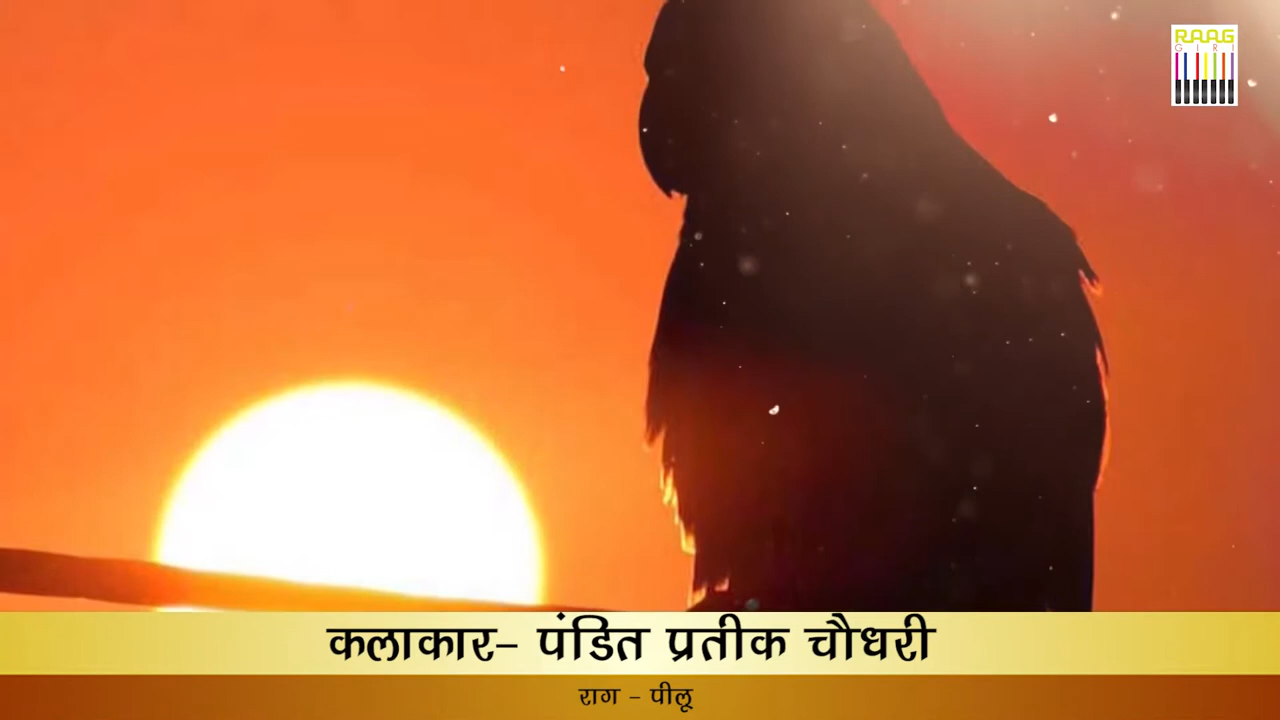 RAAG
GIRI
कलाकार– पंडित प्रतीक चौधरी
राग - पीलू